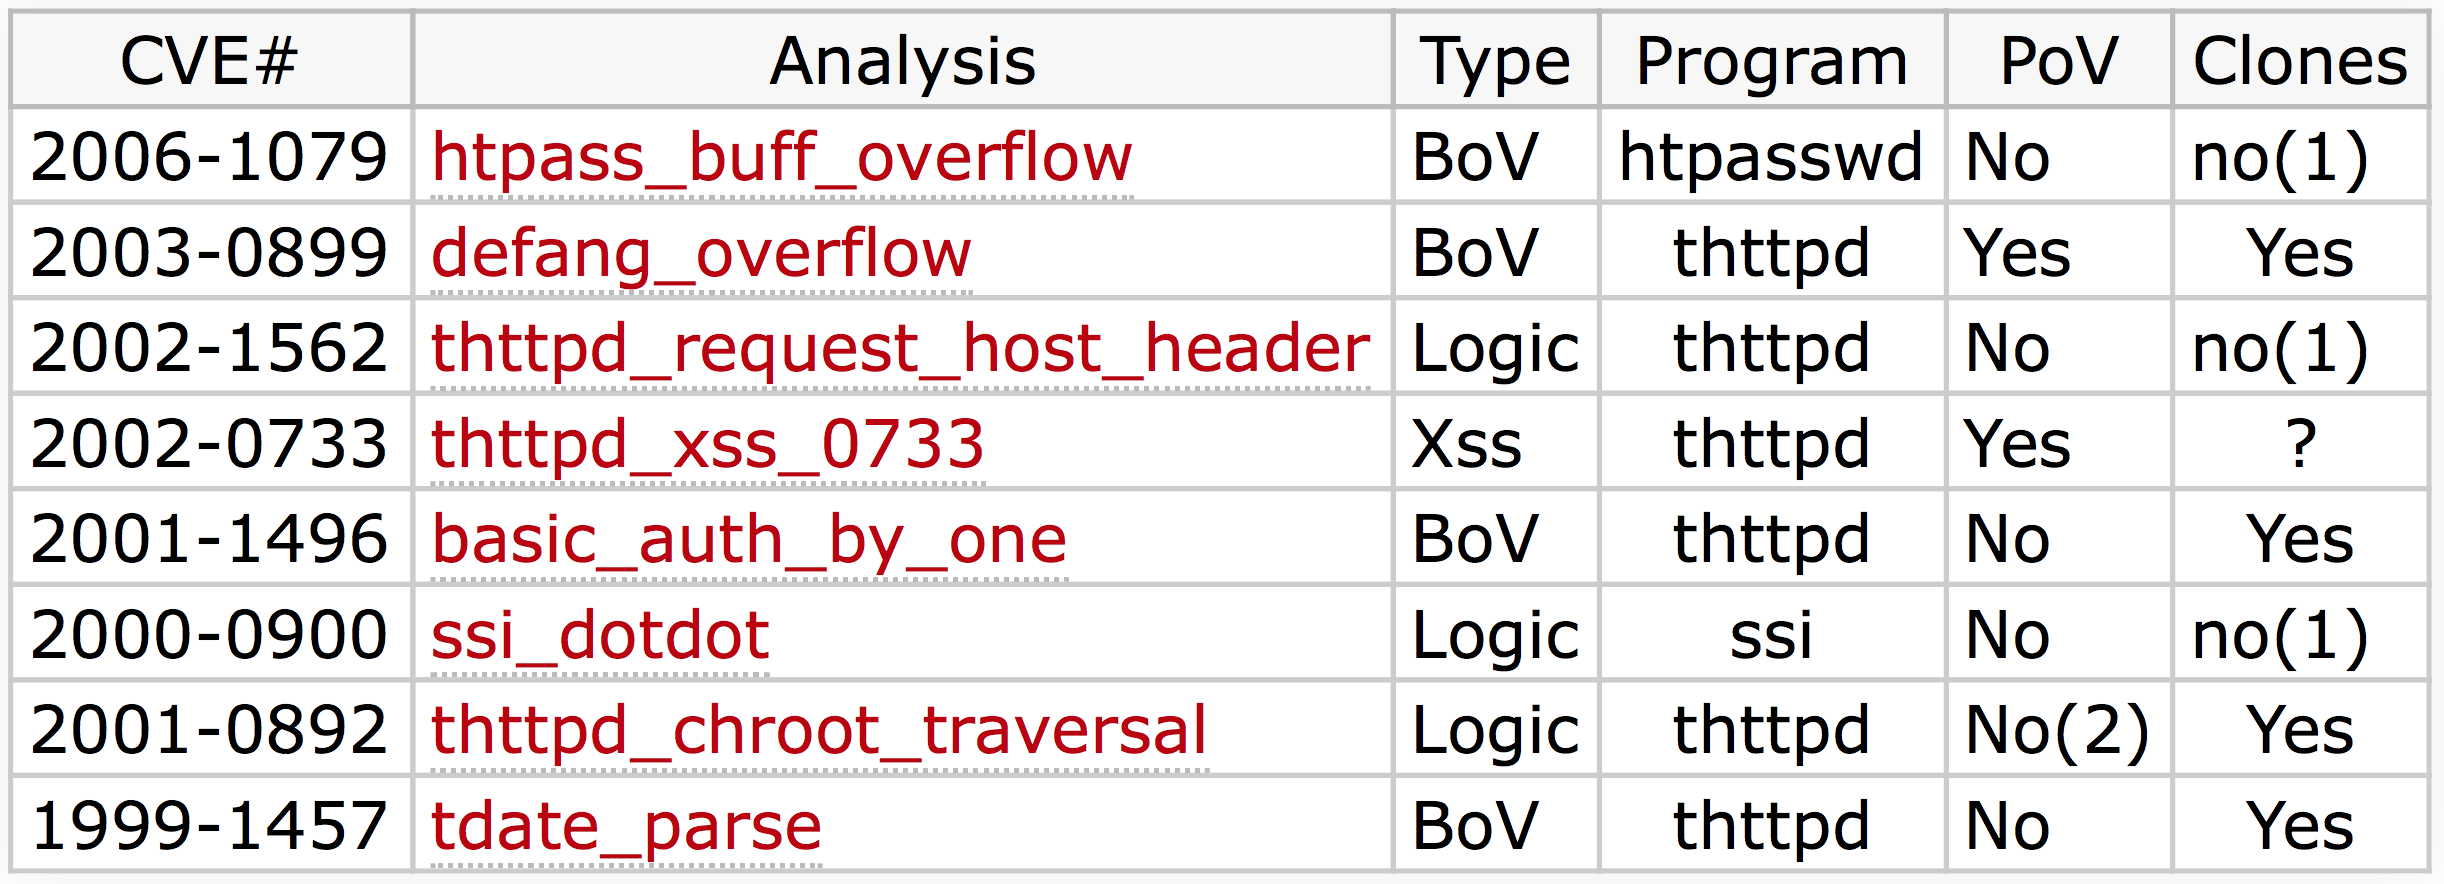 CVE# Analysis Type Program PoV Clones
2006-1079 htpass_buff_overflow BoV htpasswd No no(1)
2003-0899 defang_overflow BoV thttpd Yes Yes
2002-1562 thttpd_request_host_header Logic thttpd No no(1)
2002-0733 thttpd_xss_0733 Xss thttpd Yes ?
2001-1496 basic_auth_by_one BoV thttpd No Yes
2000-0900 ssi_dotdot Logic ssi No no(1)
2001-0892 thttpd_chroot_traversal Logic thttpd No(2) Yes
1999-1457 tdate_parse BoV thttpd No Yes